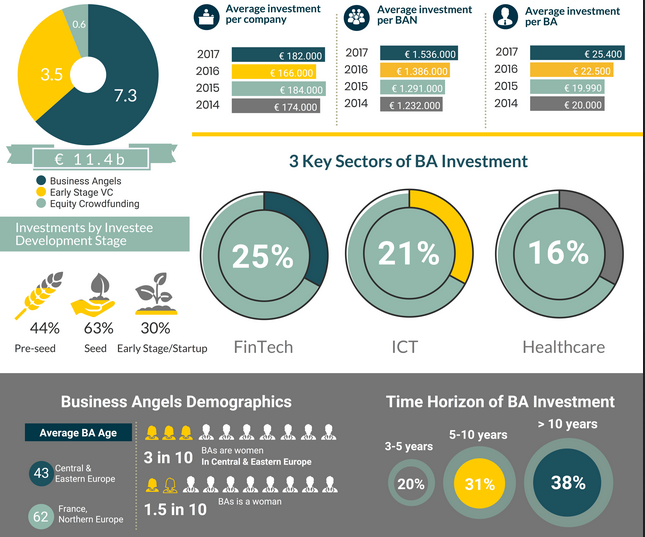 0.6
3.5
7.3
€ 11.4b
Business Angels
Early Stage VC
Equity Crowdfunding
Average investment
per company
2017 € 182.000
2016 € 166.000
2015 € 184.000
2014 € 174.000
Average investment
per BAN
2017 € 1.536.000
2016 € 1.386.000
2015 € 1.291.000
2014 € 1.232.000
Average investment
per BA
2017 € 25.400
2016 € 22.500
2015 € 19.990
2014 € 20.000
Investments by Investee
Development Stage
44%
Pre-seed
63%
Seed
30%
Early Stage/Startup
3 Key Sectors of BA Investment
25%
FinTech
21%
ICT
16%
Healthcare
Business Angels Demographics
Average BA Age
43 Central &
Eastern Europe
62 France,
Northern Europe
3 in 10 BAs are women
In Central & Eastern Europe
1.5 in 10 BAs is a woman
Time Horizon of BA Investment
3-5 years
20%
5-10 years
31%
> 10 years
38%